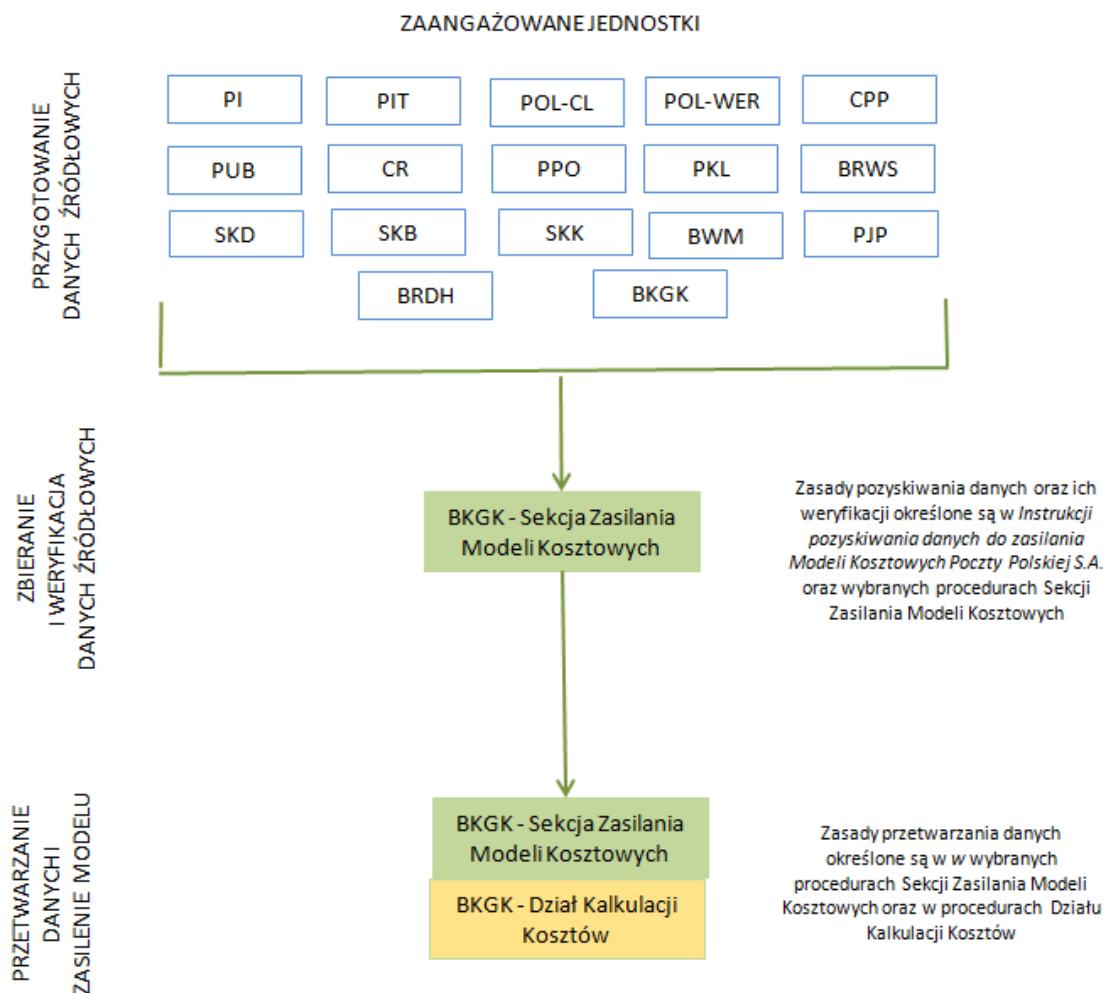 ZAANGAŻOWANE JEDNOSTKI
PRZYGOTOWANIE
DANYCH ŹRÓDŁOWYCH
PI
PIT
POL-CL
POL-WER
CPP
PUB
CR
PPO
PKL
BRWS
SKD
SKB
SKK
BWM
PJP
BRDH
BKGK
ZBIERANIE
I WERYFIKACJA
DANYCH ŹRÓDŁOWYCH
BKGK - Sekcja Zasilania
Modeli Kosztowych
Zasady pozyskiwania danych oraz ich
weryfikacji określone są w Instrukcji
pozyskiwania danych do zasilania
Modeli Kosztowych Poczty Polskiej S.A.
oraz wybranych procedurach Sekcji
Zasilania Modeli Kosztowych
PRZETWARZANIE
DANYCH I
ZASILENIE MODELU
BKGK - Sekcja Zasilania
Modeli Kosztowych
BKGK - Dział Kalkulacji
Kosztów
Zasady przetwarzania danych
określone są w w wybranych
procedurach Sekcji Zasilania Modeli
Kosztowych oraz w procedurach Działu
Kalkulacji Kosztów